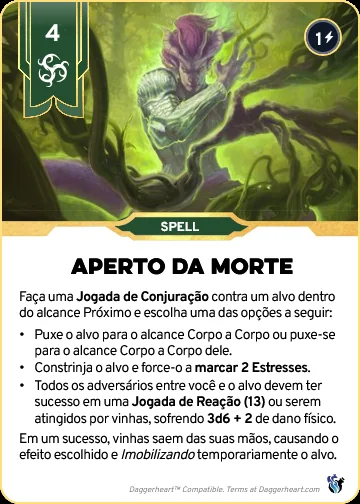 4
1
SPELL
APERTO DA MORTE
Faça uma Jogada de Conjuração contra um alvo dentro
do alcance Próximo e escolha uma das opções a seguir:
• Puxe o alvo para o alcance Corpo a Corpo ou puxe-se
para o alcance Corpo a Corpo dele.
• Constrinja o alvo e force-o a marcar 2 Estresses.
• Todos os adversários entre você e o alvo devem ter
sucesso em uma Jogada de Reação (13) ou serem
atingidos por vinhas, sofrendo 3d6 + 2 de dano físico.
Em um sucesso, vinhas saem das suas mãos, causando o
efeito escolhido e Imobilizando temporariamente o alvo.
Daggerheart™ Compatible. Terms at Daggerheart.com